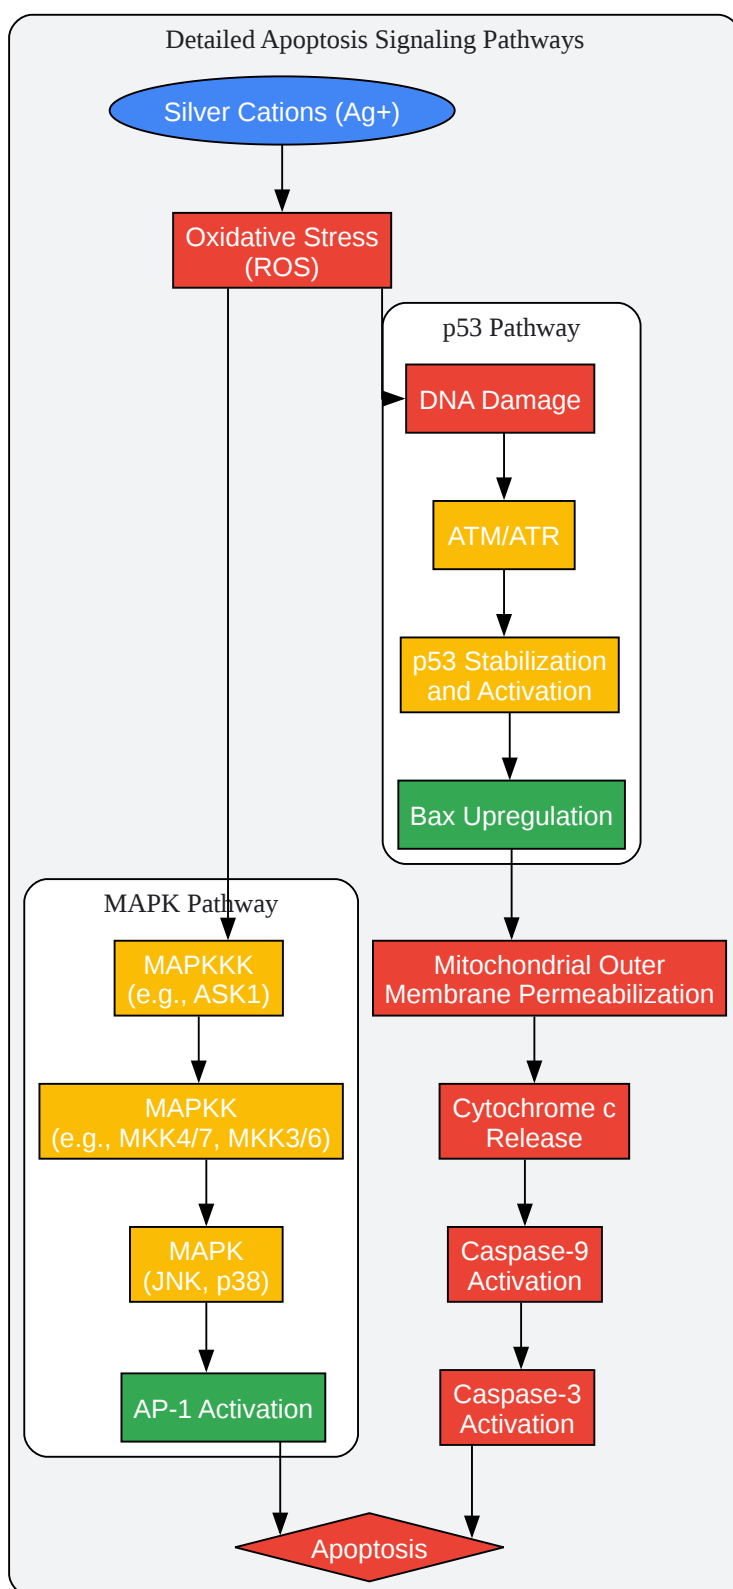 Detailed Apoptosis Signaling Pathways
Silver Cations (Ag+)
Oxidative Stress
(ROS)
p53 Pathway
DNA Damage
ATM/ATR
p53 Stabilization
and Activation
Bax Upregulation
MAPK Pathway
MAPKKK
(e.g., ASK1)
MAPKK
(e.g., MKK4/7, MKK3/6)
MAPK
(JNK, p38)
AP-1 Activation
Mitochondrial Outer
Membrane Permeabilization
Cytochrome c
Release
Caspase-9
Activation
Caspase-3
Activation
Apoptosis